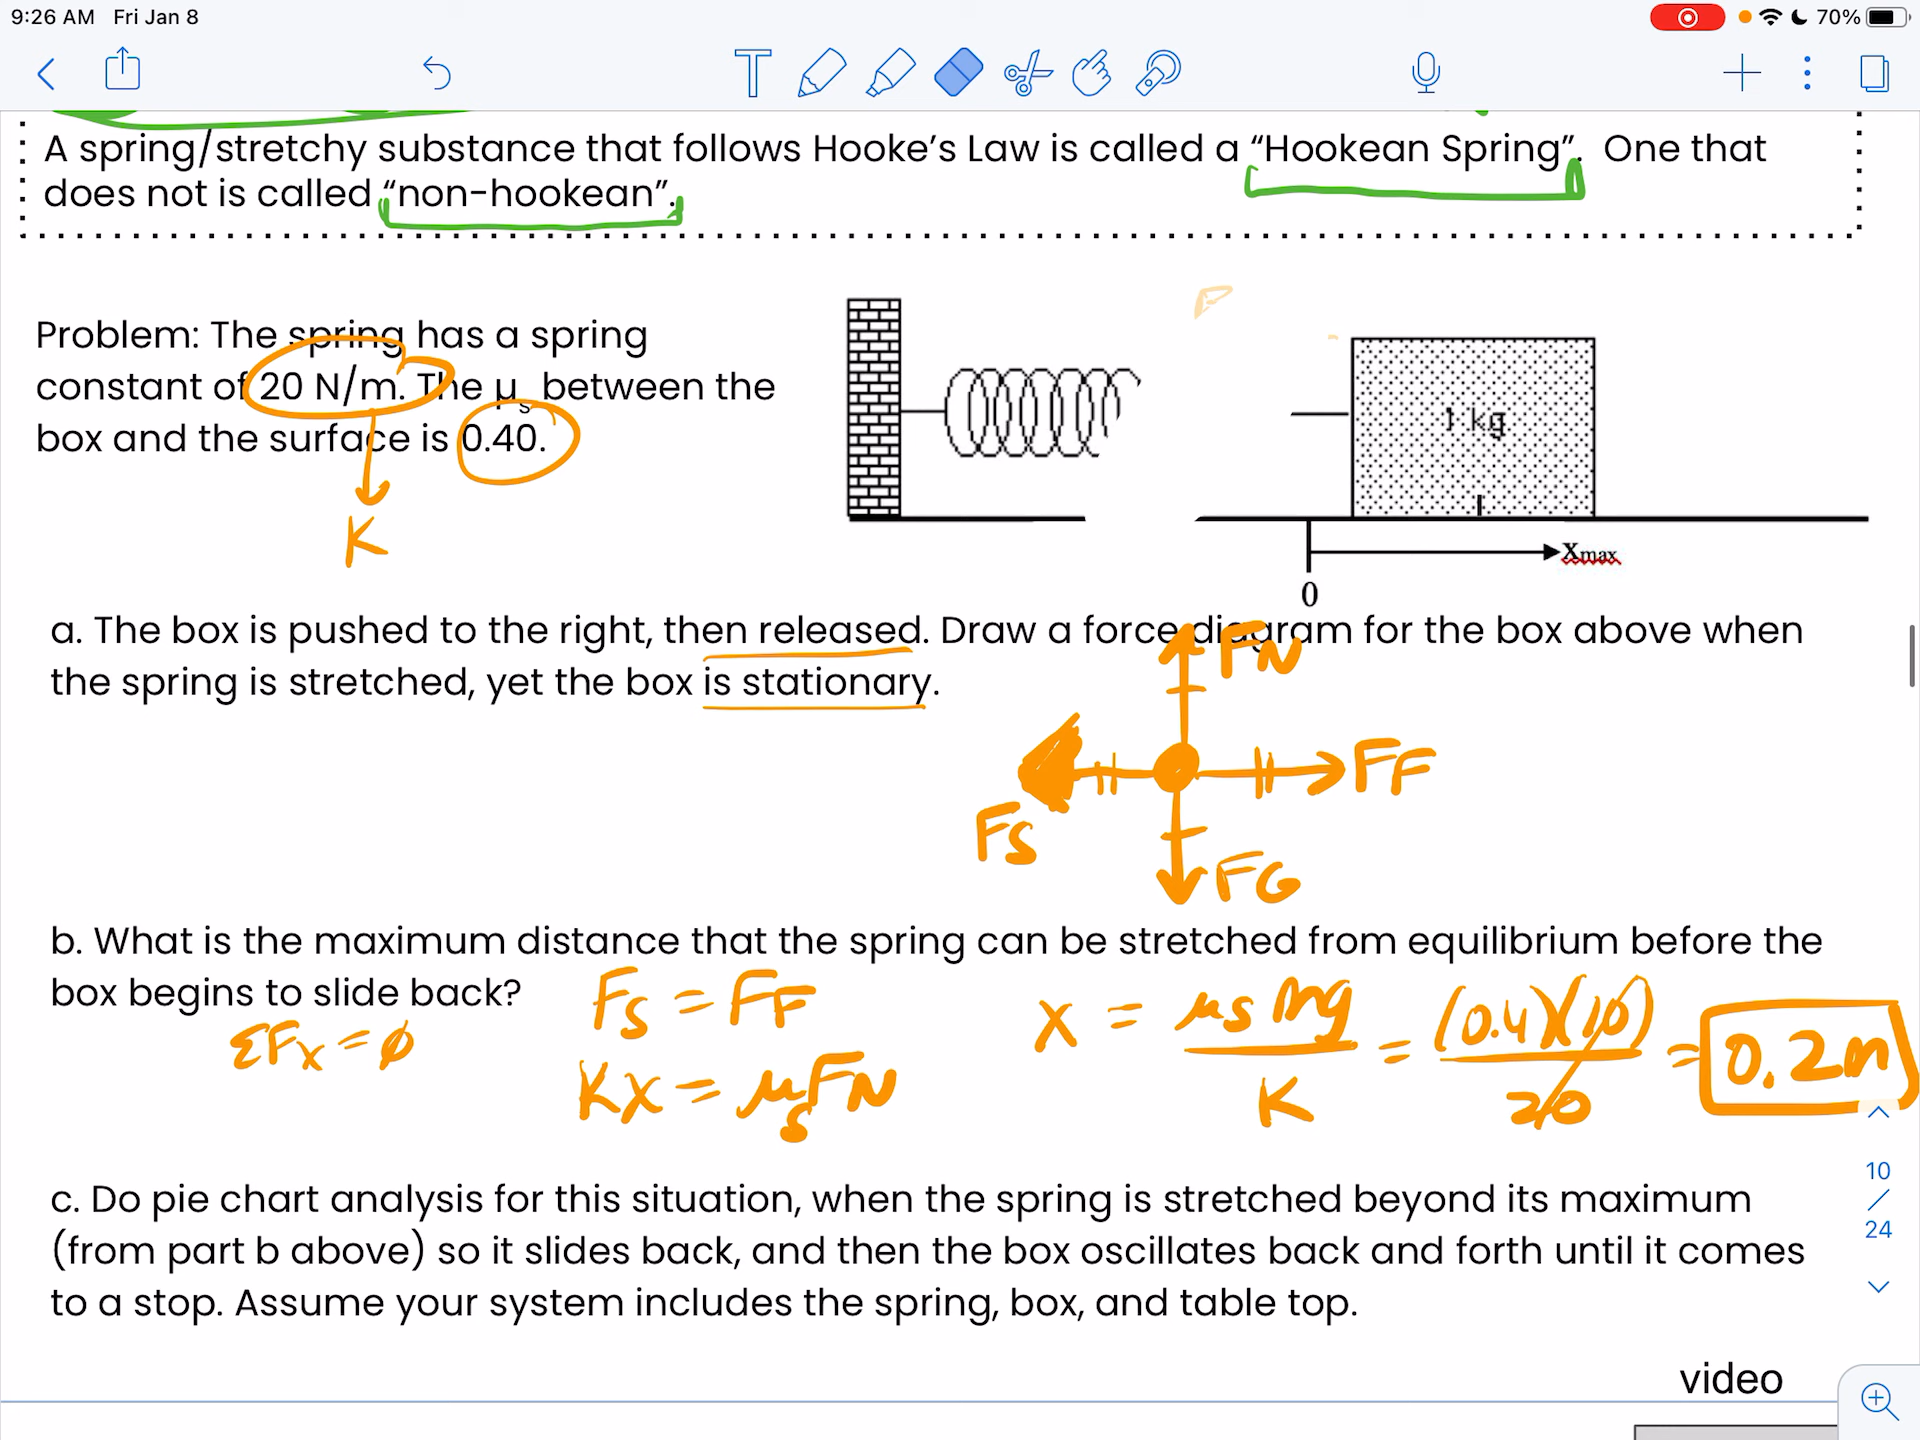 9:26 AM Fri Jan 8
70%
T
A spring/stretchy substance that follows Hooke's Law is called a “Hookean Spring”. One that
does not is called “non-hookean”.
Problem: The spring has a spring
constant of 20 N/m. The μs between the
box and the surface is 0.40.
K
1 kg
xmax
0
a. The box is pushed to the right, then released. Draw a force diagram for the box above when
the spring is stretched, yet the box is stationary.
FN
FF
FS
FG
b. What is the maximum distance that the spring can be stretched from equilibrium before the
box begins to slide back?
ΣFx = ø
Fs = FF
Kx = μsFN
x = μs mg / K = (0.4)(10) / 20 = 0.2m
10
/
24
c. Do pie chart analysis for this situation, when the spring is stretched beyond its maximum
(from part b above) so it slides back, and then the box oscillates back and forth until it comes
to a stop. Assume your system includes the spring, box, and table top.
video